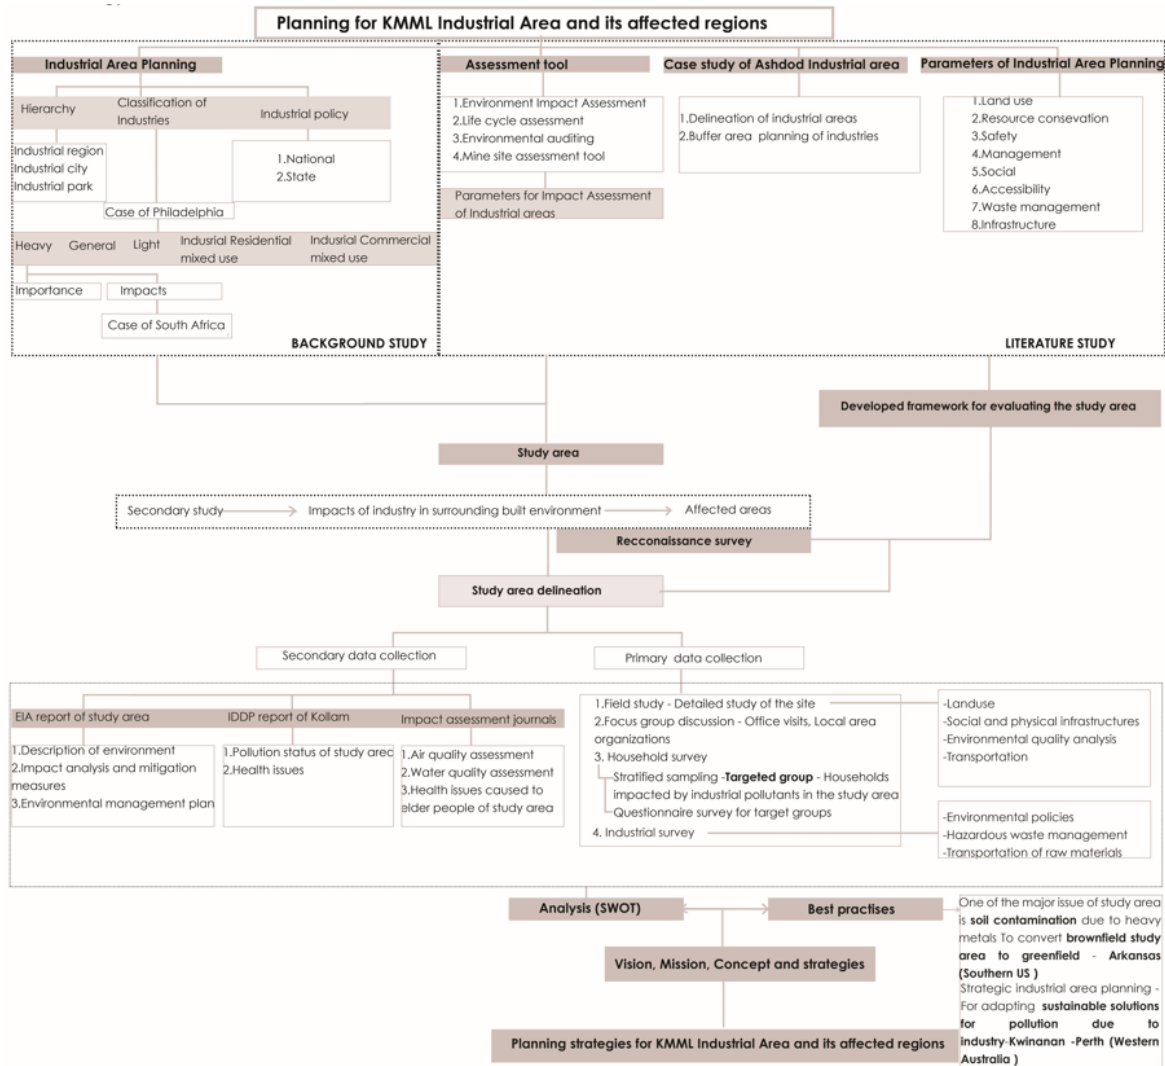 Planning for KMML Industrial Area and its affected regions
Industrial Area Planning
Hierarchy
Classification of
Industries
Industrial policy
Industrial region
Industrial city
Industrial park
1.National
2.State
Case of Philadelphia
Heavy
General
Light
Indusrial Residential
mixed use
Indusrial Commercial
mixed use
Importance
Impacts
Case of South Africa
BACKGROUND STUDY
Assessment tool
1.Environment Impact Assessment
2.Life cycle assessment
3.Environmental auditing
4.Mine site assessment tool
Parameters for Impact Assessment
of Industrial areas
Case study of Ashdod Industrial area
1.Delineation of industrial areas
2.Buffer area planning of industries
Parameters of Industrial Area Planning
1.Land use
2.Resource consevation
3.Safety
4.Management
5.Social
6.Accessibility
7.Waste management
8.Infrastructure
LITERATURE STUDY
Developed framework for evaluating the study area
Study area
Secondary study
Impacts of industry in surrounding built environment
Affected areas
Recconaissance survey
Study area delineation
Secondary data collection
Primary data collection
EIA report of study area
1.Description of environment
2.Impact analysis and mitigation
measures
3.Environmental management plan
IDDP report of Kollam
1.Pollution status of study area
2.Health issues
Impact assessment journals
1.Air quality assessment
2.Water quality assessment
3.Health issues caused to
elder people of study area
1.Field study - Detailed study of the site
2.Focus group discussion - Office visits, Local area
organizations
3. Household survey
Stratified sampling -Targeted group - Households
impacted by industrial pollutants in the study area
Questionnaire survey for target groups
4. Industrial survey
-Landuse
-Social and physical infrastructures
-Environmental quality analysis
-Transportation
-Environmental policies
-Hazardous waste management
-Transportation of raw materials
Analysis (SWOT)
Best practises
One of the major issue of study area
is soil contamination due to heavy
metals To convert brownfield study
area to greenfield - Arkansas
(Southern US )
Strategic industrial area planning -
For adapting sustainable solutions
for pollution due to
industry-Kwinanan -Perth (Western
Australia )
Vision, Mission, Concept and strategies
Planning strategies for KMML Industrial Area and its affected regions